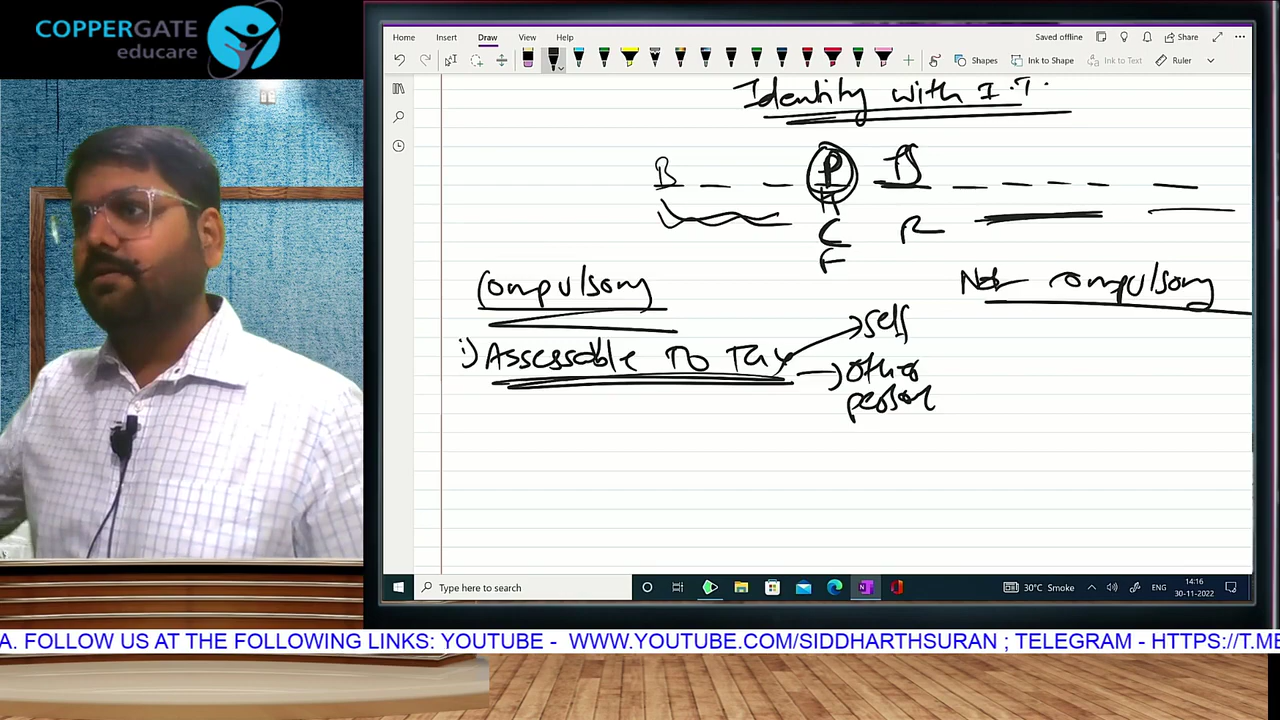 COPPERGATE
educare
Saved offline
Home Insert Draw View Help
Share
Shapes Ink to Shape Ink to Text Ruler
Identity with I.T.
B P
H
C R
F
Compulsory Not compulsory
i) Assessable To Tax → self
→ other
person
Type here to search
30°C Smoke
ENG
14:16
30-11-2022
A. FOLLOW US AT THE FOLLOWING LINKS: YOUTUBE - WWW.YOUTUBE.COM/SIDDHARTHSURAN ; TELEGRAM - HTTPS://T.ME